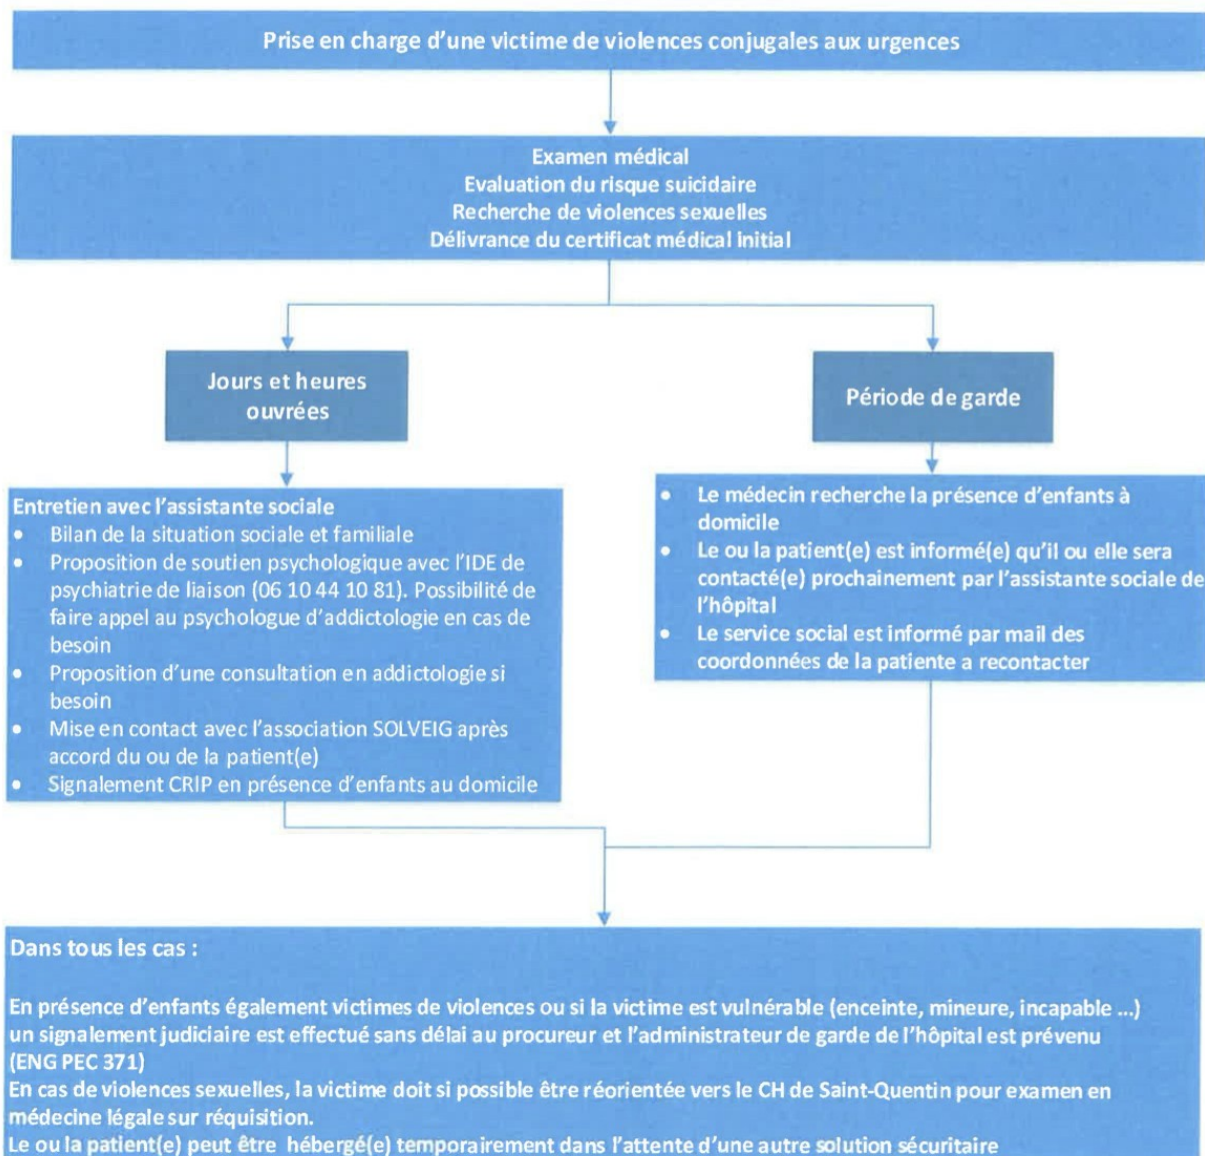 Prise en charge d'une victime de violences conjugales aux urgences
Examen médical
Evaluation du risque suicidaire
Recherche de violences sexuelles
Délivrance du certificat médical initial
Jours et heures
ouvrées
Période de garde
Entretien avec l'assistante sociale
• Bilan de la situation sociale et familiale
• Proposition de soutien psychologique avec l'IDE de
psychiatrie de liaison (06 10 44 10 81). Possibilité de
faire appel au psychologue d'addictologie en cas de
besoin
• Proposition d'une consultation en addictologie si
besoin
• Mise en contact avec l'association SOLVEIG après
accord du ou de la patient(e)
• Signalement CRIP en présence d'enfants au domicile
• Le médecin recherche la présence d'enfants à
domicile
• Le ou la patient(e) est informé(e) qu'il ou elle sera
contacté(e) prochainement par l'assistante sociale de
l'hôpital
• Le service social est informé par mail des
coordonnées de la patiente a recontacter
Dans tous les cas :
En présence d'enfants également victimes de violences ou si la victime est vulnérable (enceinte, mineure, incapable ...)
un signalement judiciaire est effectué sans délai au procureur et l'administrateur de garde de l'hôpital est prévenu
(ENG PEC 371)
En cas de violences sexuelles, la victime doit si possible être réorientée vers le CH de Saint-Quentin pour examen en
médecine légale sur réquisition.
Le ou la patient(e) peut être hébergé(e) temporairement dans l'attente d'une autre solution sécuritaire